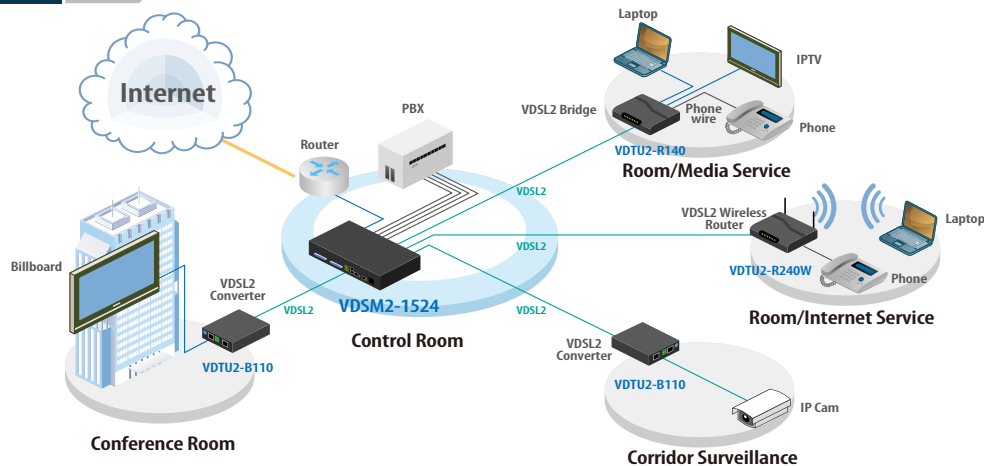 Internet
Router
PBX
VDSM2-1524
Control Room
VDSL2
VDSL2
VDSL2
VDSL2
Laptop
IPTV
VDSL2 Bridge
Phone
wire
Phone
VDTU2-R140
Room/Media Service
VDSL2 Wireless
Router
Laptop
VDTU2-R240W
Phone
Room/Internet Service
Billboard
VDSL2
Converter
VDTU2-B110
Conference Room
VDSL2
Converter
VDTU2-B110
IP Cam
Corridor Surveillance